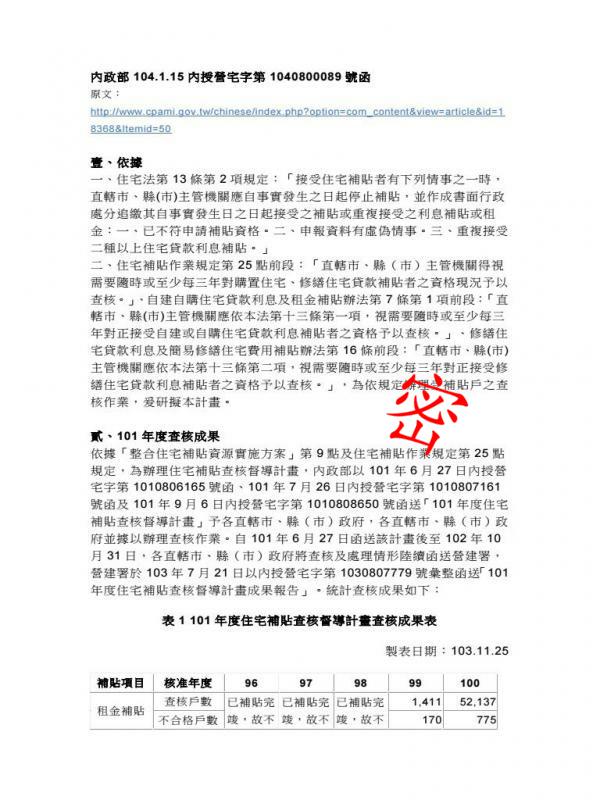 內政部 104.1.15 內授營宅字第 1040800089 號函
原文：
http://www.cpami.gov.tw/chinese/index.php?option=com_content&view=article&id=1
8368&Itemid=50
壹、依據
一、住宅法第 13 條第 2 項規定：「接受住宅補貼者有下列情事之一時，
直轄市、縣(市)主管機關應自事實發生之日起停止補貼，並作成書面行政
處分追繳其自事實發生日之日起接受之補貼或重複接受之利息補貼或租
金：一、已不符申請補貼資格。二、申報資料有虛偽情事。三、重複接受
二種以上住宅貸款利息補貼。」
二、住宅補貼作業規定第 25 點前段：「直轄市、縣（市）主管機關得視
需要隨時或至少每三年對購置住宅、修繕住宅貸款補貼者之資格現況予以
查核。」、自建自購住宅貸款利息及租金補貼辦法第 7 條第 1 項前段：「直
轄市、縣(市)主管機關應依本法第十三條第一項，視需要隨時或至少每三
年對正接受自建或自購住宅貸款利息補貼者之資格予以查核。」、修繕住
宅貸款利息及簡易修繕住宅費用補貼辦法第 16 條前段：「直轄市、縣(市)
主管機關應依本法第十三條第二項，視需要隨時或至少每三年對正接受修
繕住宅貸款利息補貼者之資格予以查核。」，為依規定辦理受補貼戶之查
核作業，爰研擬本計畫。
密
貳、101 年度查核成果
依據「整合住宅補貼資源實施方案」第 9 點及住宅補貼作業規定第 25 點
規定，為辦理住宅補貼查核督導計畫，內政部以 101 年 6 月 27 日內授營
宅字第 1010806165 號函、101 年 7 月 26 日內授營宅字第 1010807161
號函及 101 年 9 月 6 日內授營宅字第 1010808650 號函送「101 年度住宅
補貼查核督導計畫」予各直轄市、縣（市）政府，各直轄市、縣（市）政
府並據以辦理查核作業。自 101 年 6 月 27 日函送該計畫後至 102 年 10
月 31 日，各直轄市、縣（市）政府將查核及處理情形陸續函送營建署，
營建署於 103 年 7 月 21 日以內授營宅字第 1030807779 號彙整函送「101
年度住宅補貼查核督導計畫成果報告」。統計查核成果如下：
表 1 101 年度住宅補貼查核督導計畫查核成果表
製表日期：103.11.25
補貼項目 核准年度 96 97 98 99 100
租金補貼 查核戶數 已補貼完 已補貼完 已補貼完 1,411 52,137
不合格戶數 竣，故不 竣，故不 竣，故不 170 775